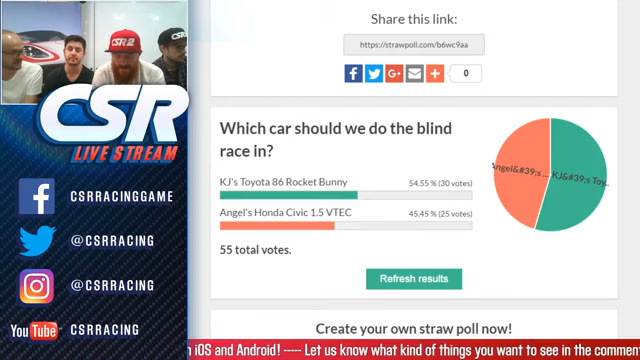 CSR2
CSR
LIVE STREAM
CSRRACINGGAME
@CSRRACING
@CSRRACING
You Tube CSRRACING
Share this link:
https://strawpoll.com/b6wc9aa
0
Which car should we do the blind
race in?
KJ's Toyota 86 Rocket Bunny 54.55% (30 votes)
Angel's Honda Civic 1.5 VTEC 45.45% (25 votes)
55 total votes.
Angel&#39;s ... KJ&#39;s Toy..
Refresh results
Create your own straw poll now!
n iOS and Android! ----- Let us know what kind of things you want to see in the comment